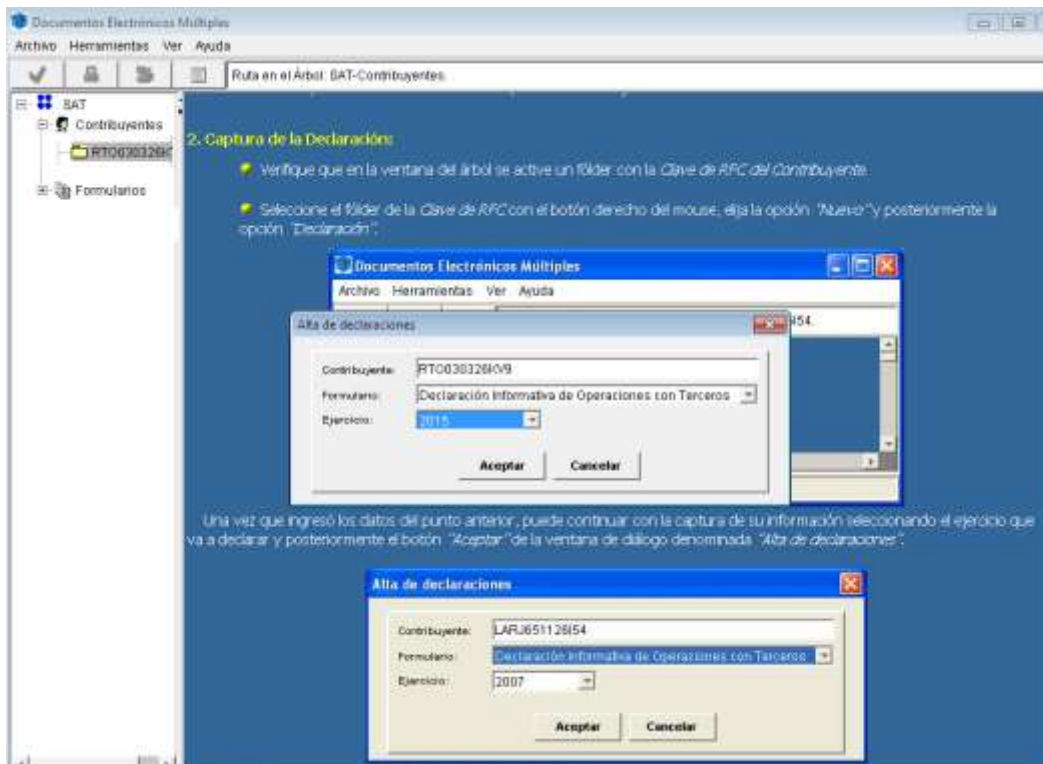 Documentos Electrónicos Múltiples
Archivo Herramientas Ver Ayuda
Ruta en el Árbol: SAT-Contribuyentes.
SAT
Contribuyentes
RTO030326K
Formularios
2. Captura de la Declaración:
Verifique que en la ventana del árbol se active un fólder con la Clave de RFC del Contribuyente.
Seleccione el fólder de la Clave de RFC con el botón derecho del mouse, elija la opción "Nuevo" y posteriormente la
opción "Declaración".
Documentos Electrónicos Múltiples
Archivo Herramientas Ver Ayuda
I54.
Alta de declaraciones
Contribuyente: RTO030326KV9
Formulario: Declaración Informativa de Operaciones con Terceros
Ejercicio: 2015
Aceptar Cancelar
Una vez que ingresó los datos del punto anterior, puede continuar con la captura de su información seleccionando el ejercicio que
va a declarar y posteriormente el botón "Aceptar" de la ventana de diálogo denominada "Alta de declaraciones".
Alta de declaraciones
Contribuyente: LARJ651126I54
Formulario: Declaración Informativa de Operaciones con Terceros
Ejercicio: 2007
Aceptar Cancelar